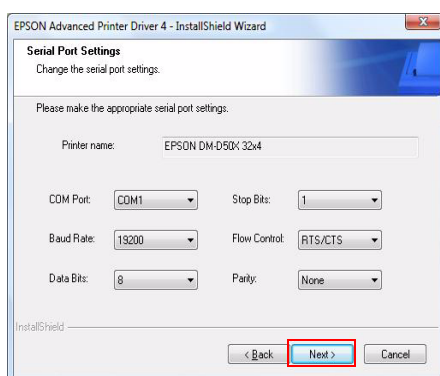 EPSON Advanced Printer Driver 4 - InstallShield Wizard
Serial Port Settings
Change the serial port settings.
Please make the appropriate serial port settings.
Printer name: EPSON DM-D50X 32x4
COM Port: COM1 Stop Bits: 1
Baud Rate: 19200 Flow Control: RTS/CTS
Data Bits: 8 Parity: None
InstallShield
< Back Next > Cancel